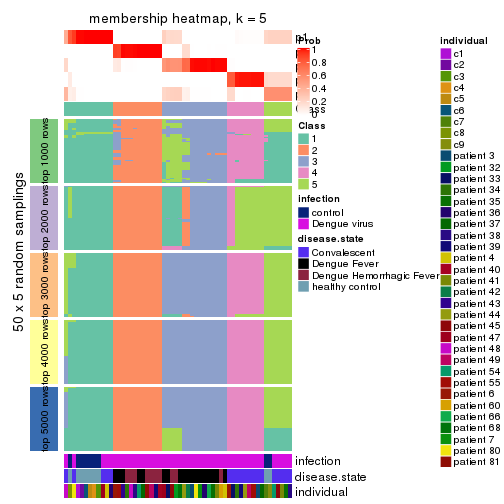 membership heatmap, k = 5
50 x 5 random samplings
top 1000 rows
top 2000 rows
top 3000 rows
top 4000 rows
top 5000 rows
p1
infection
disease.state
individual
Prob
1
0.8
0.6
0.4
0.2
0
Class
1
2
3
4
5
infection
control
Dengue virus
disease.state
Convalescent
Dengue Fever
Dengue Hemorrhagic Fever
healthy control
individual
c1
c2
c3
c4
c5
c6
c7
c8
c9
patient 3
patient 32
patient 33
patient 34
patient 35
patient 36
patient 37
patient 38
patient 39
patient 4
patient 40
patient 41
patient 42
patient 43
patient 44
patient 45
patient 47
patient 48
patient 49
patient 54
patient 55
patient 6
patient 60
patient 66
patient 68
patient 7
patient 80
patient 81